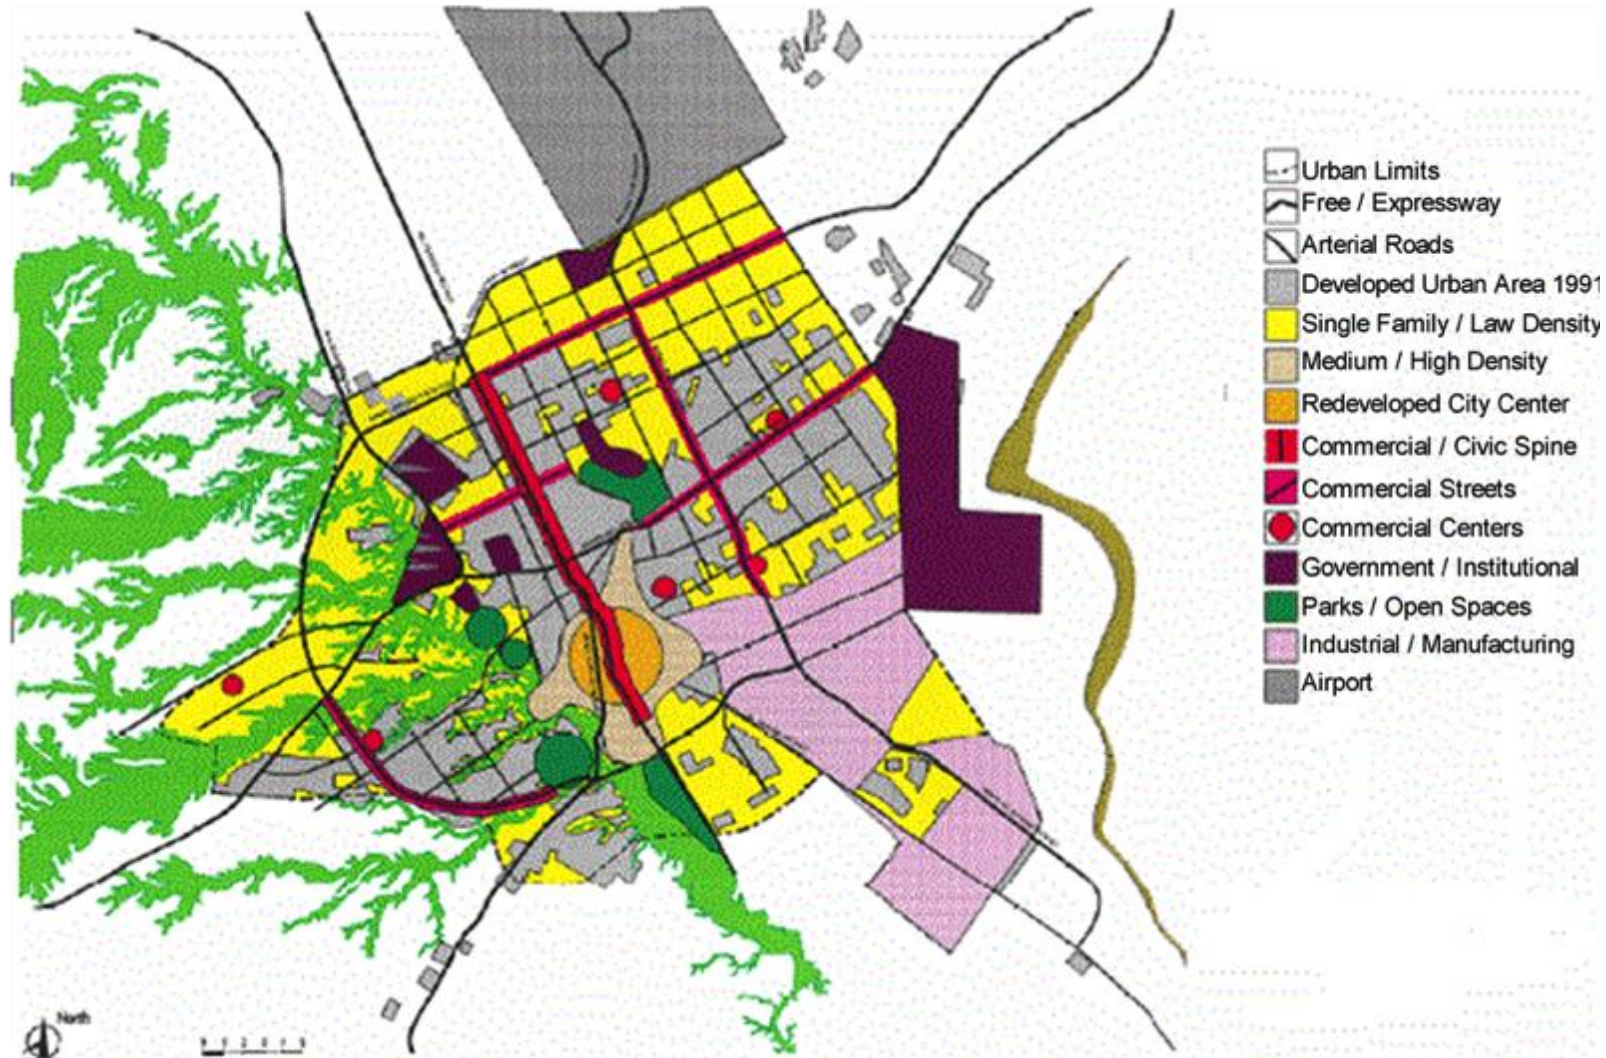 Urban Limits
Free / Expressway
Arterial Roads
Developed Urban Area 1991
Single Family / Law Density
Medium / High Density
Redeveloped City Center
Commercial / Civic Spine
Commercial Streets
Commercial Centers
Government / Institutional
Parks / Open Spaces
Industrial / Manufacturing
Airport
North